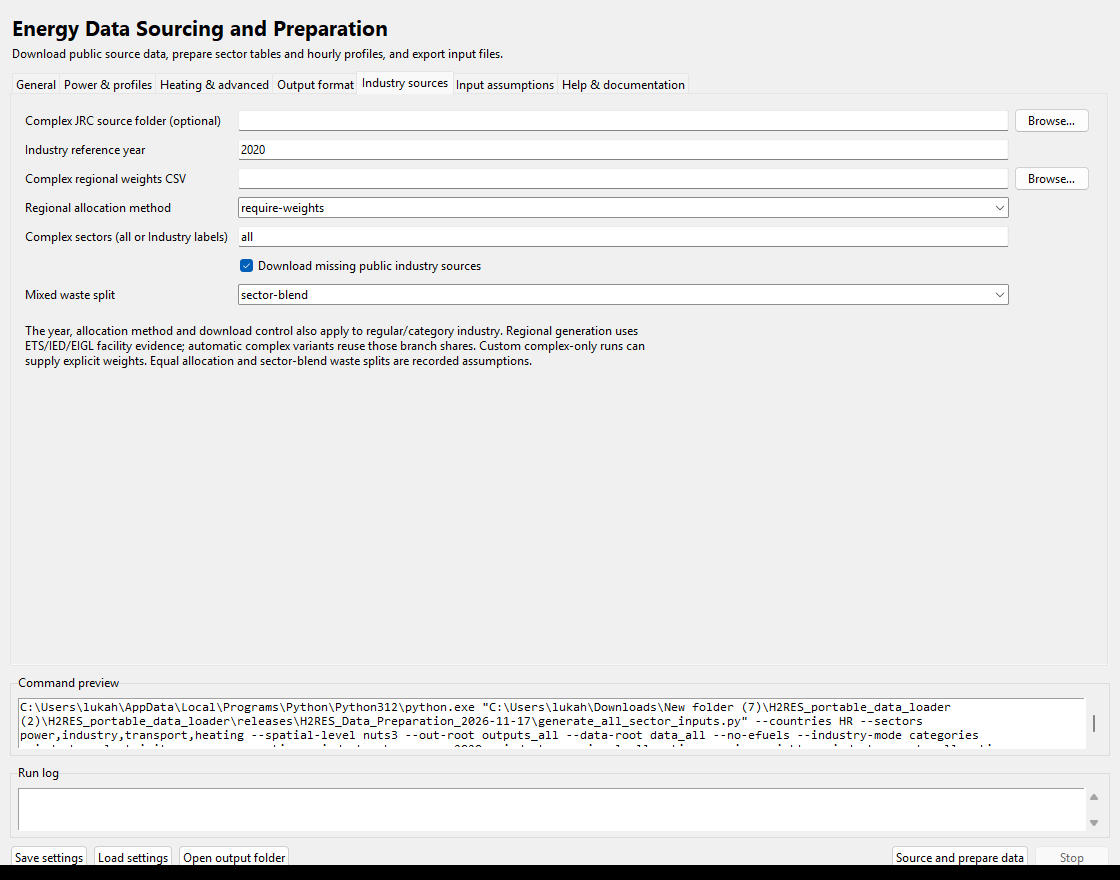 Energy Data Sourcing and Preparation
Download public source data, prepare sector tables and hourly profiles, and export input files.
General Power & profiles Heating & advanced Output format Industry sources Input assumptions Help & documentation
Complex JRC source folder (optional) Browse...
Industry reference year 2020
Complex regional weights CSV Browse...
Regional allocation method require-weights
Complex sectors (all or Industry labels) all
Download missing public industry sources
Mixed waste split sector-blend
The year, allocation method and download control also apply to regular/category industry. Regional generation uses
ETS/IED/EIGL facility evidence; automatic complex variants reuse those branch shares. Custom complex-only runs can
supply explicit weights. Equal allocation and sector-blend waste splits are recorded assumptions.
Command preview
C:\Users\lukah\AppData\Local\Programs\Python\Python312\python.exe "C:\Users\lukah\Downloads\New folder (7)\H2RES_portable_data_loader
(2)\H2RES_portable_data_loader\releases\H2RES_Data_Preparation_2026-11-17\generate_all_sector_inputs.py" --countries HR --sectors
power,industry,transport,heating --spatial-level nuts3 --out-root outputs_all --data-root data_all --no-efuels --industry-mode categories
Run log
Save settings Load settings Open output folder Source and prepare data Stop